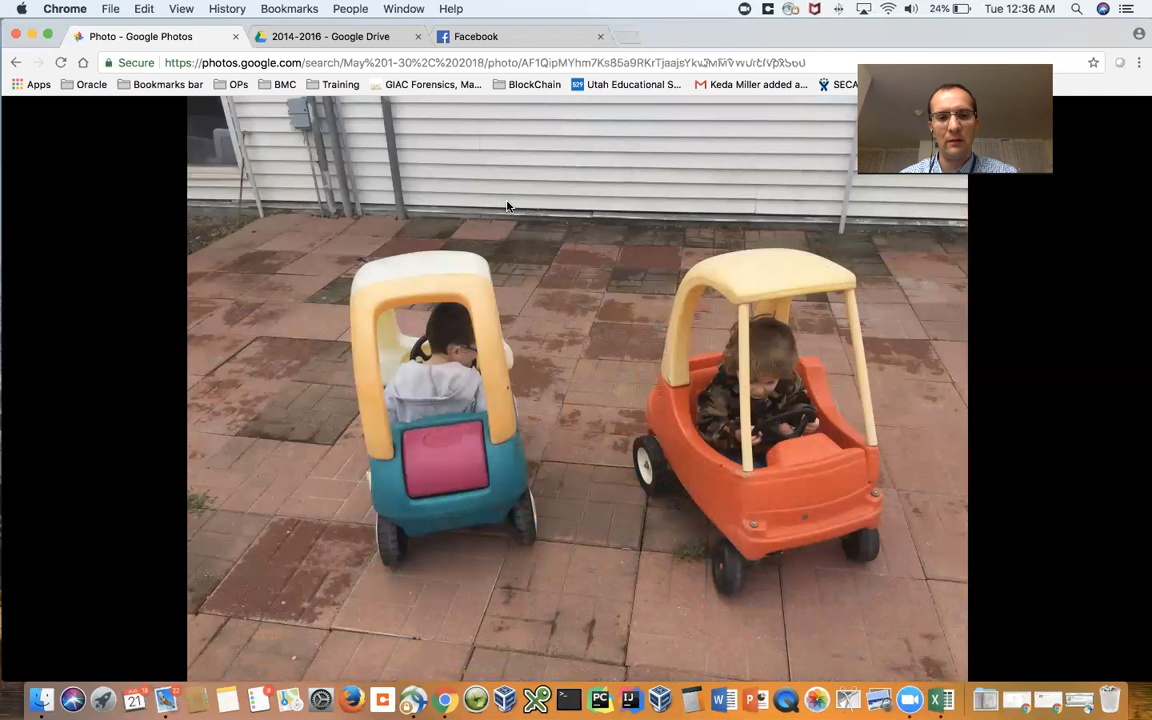 Chrome File Edit View History Bookmarks People Window Help 24% Tue 12:36 AM
Photo - Google Photos 2014-2016 - Google Drive Facebook
Secure
Apps Oracle Bookmarks bar OPs BMC Training GIAC Forensics, Ma... BlockChain 529 Utah Educational S... Keda Miller added a... SECA